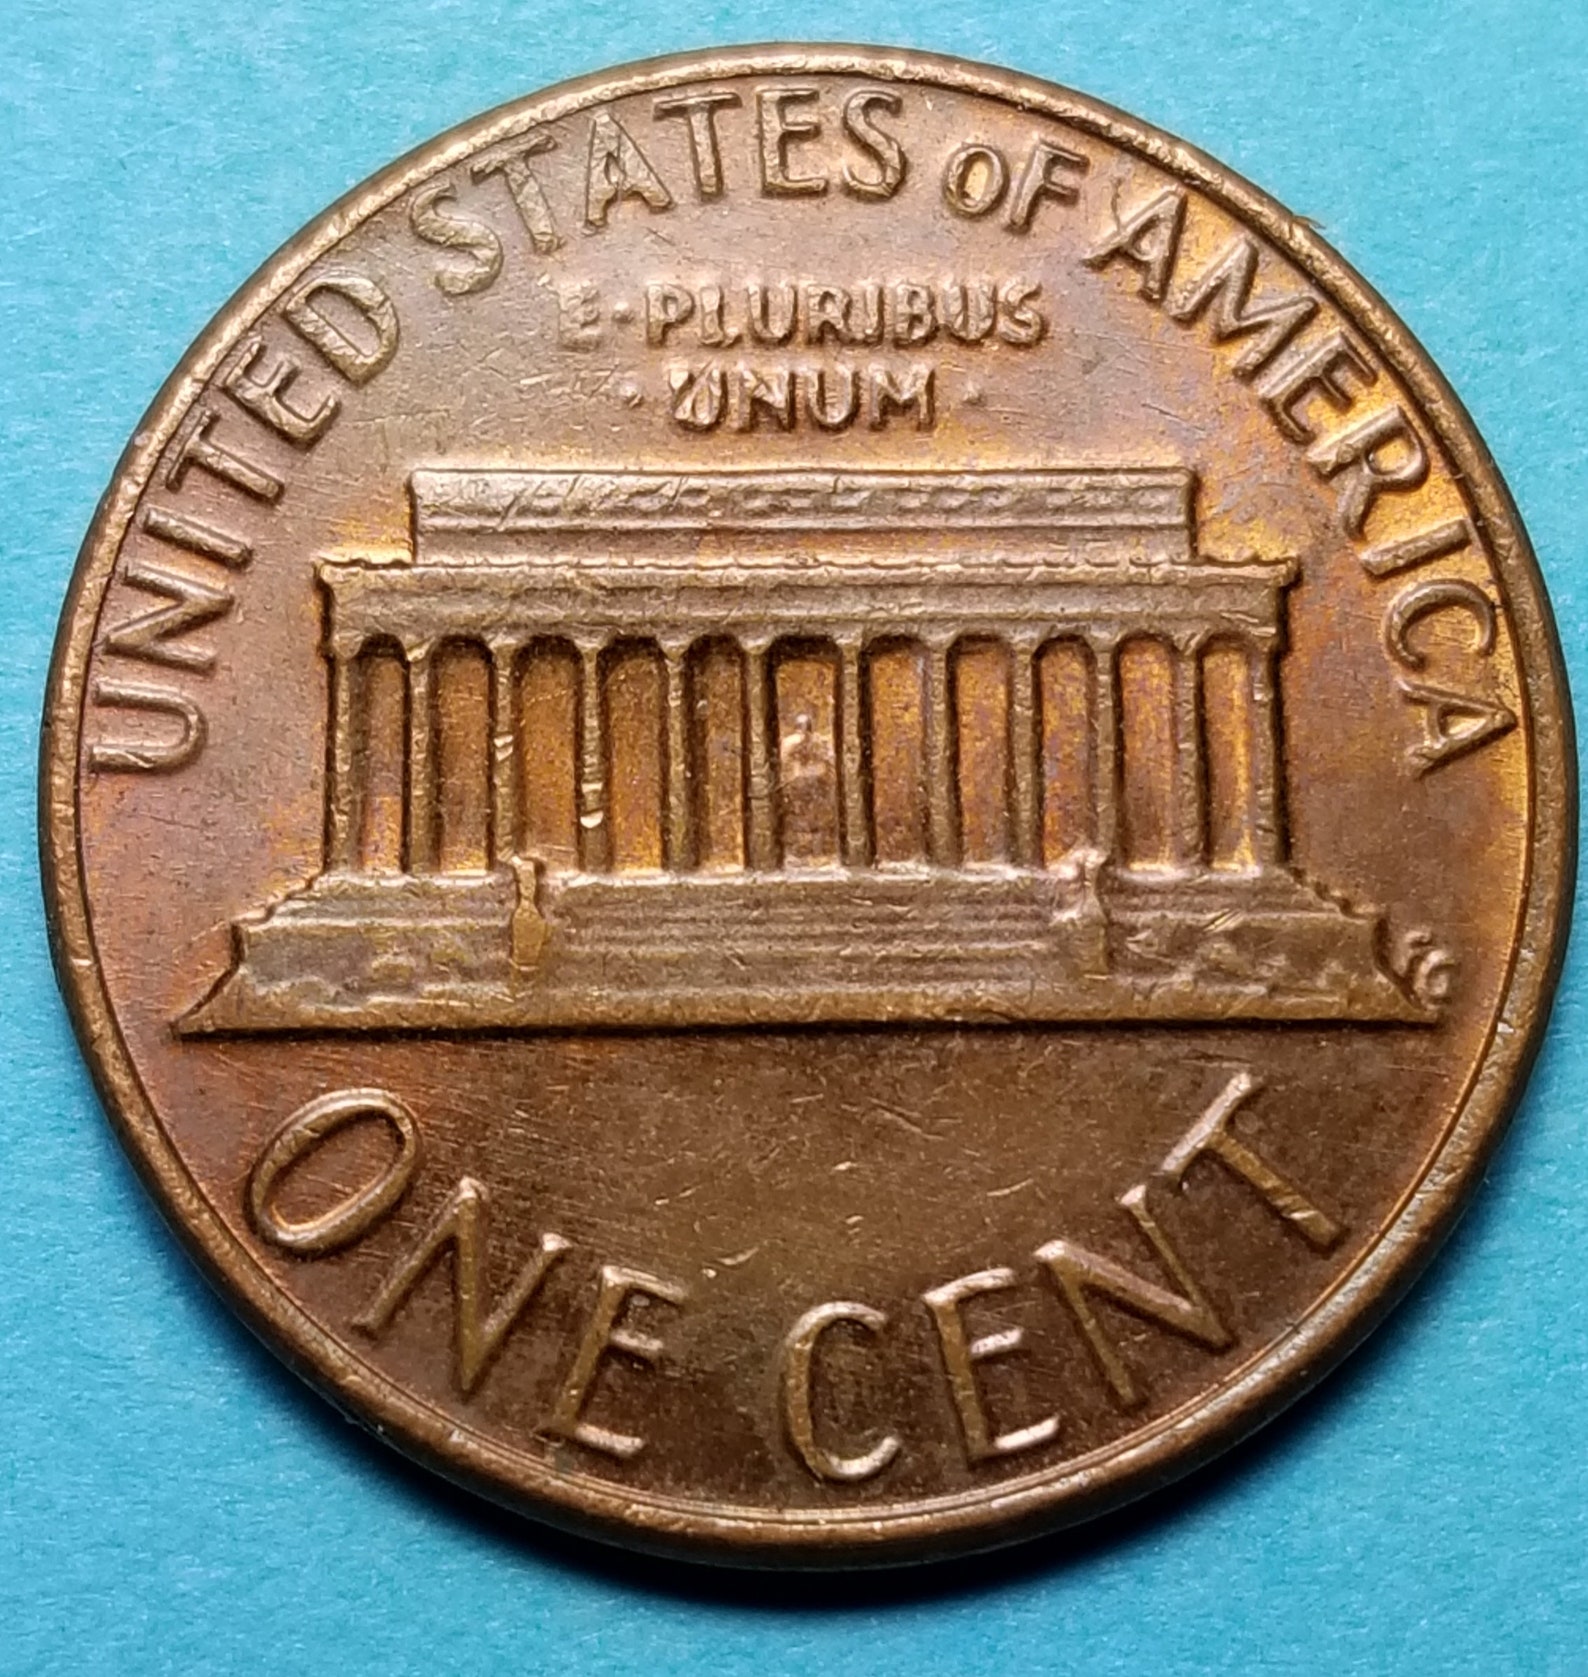 UNITED STATES OF AMERICA
E·PLURIBUS
·UNUM·
FG
ONE CENT